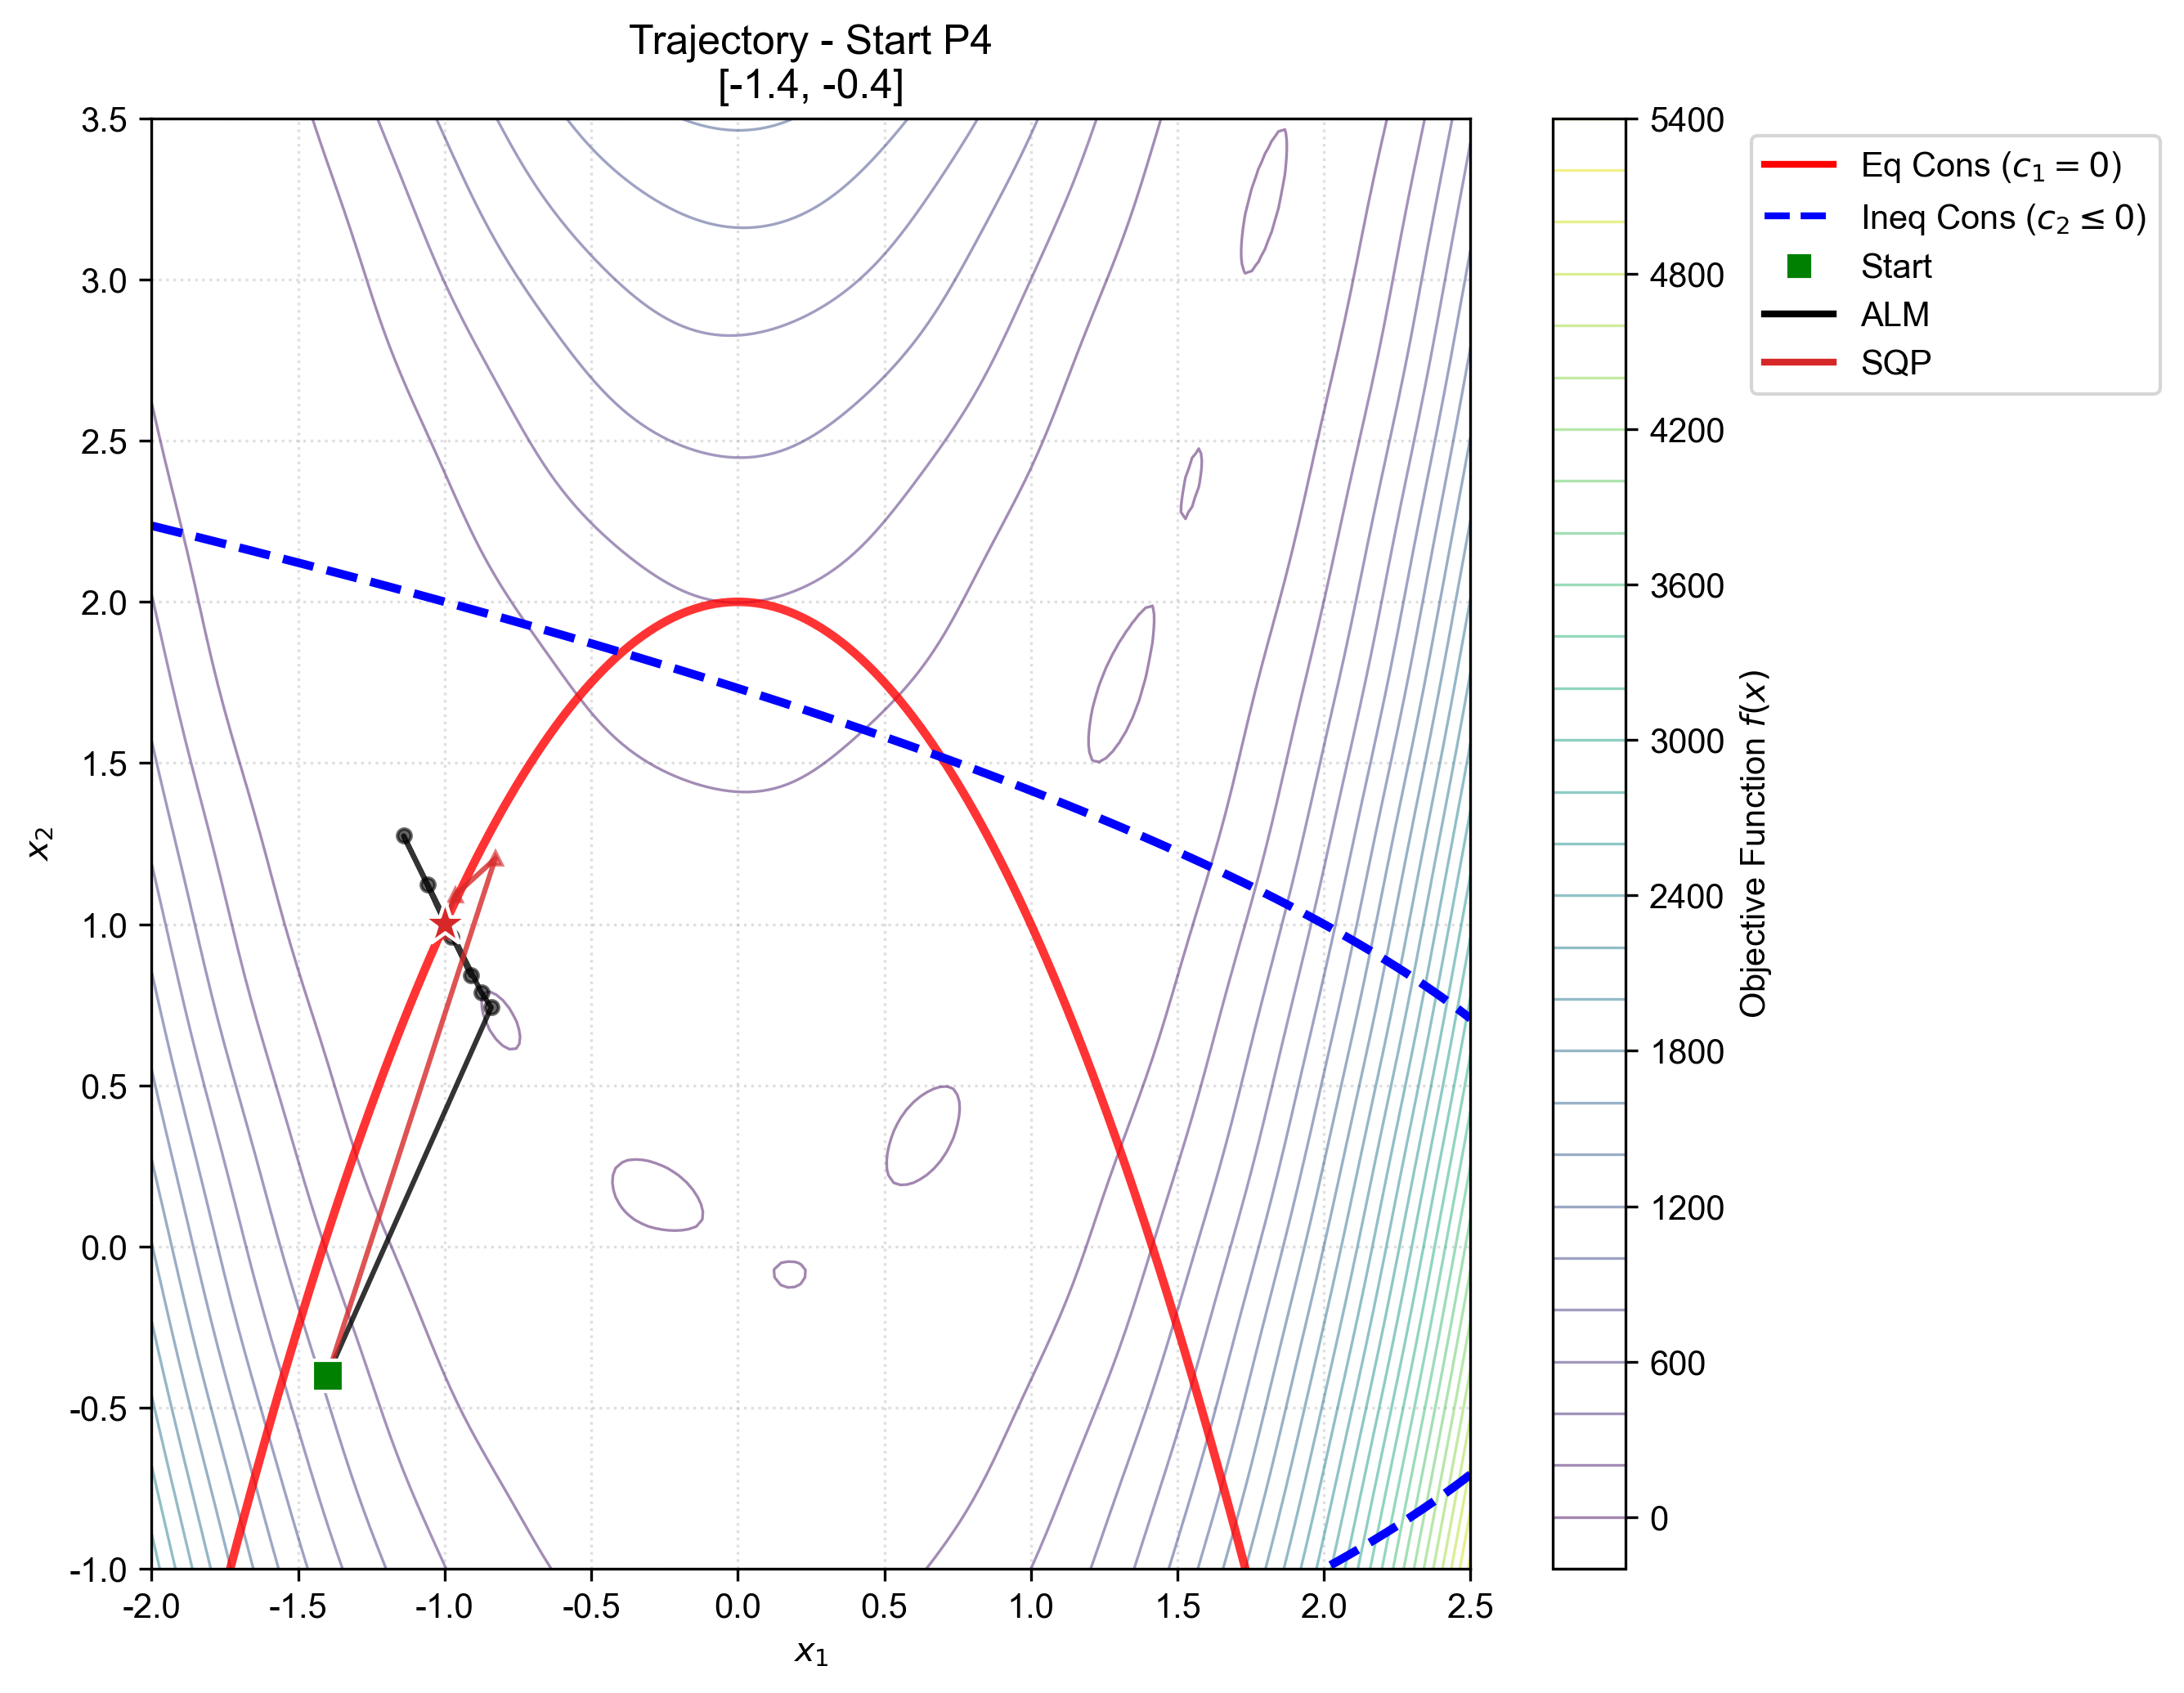 Trajectory - Start P4
[-1.4, -0.4]
3.5
3.0
2.5
2.0
1.5
1.0
0.5
0.0
-0.5
-1.0
x₂
-2.0 -1.5 -1.0 -0.5 0.0 0.5 1.0 1.5 2.0 2.5
x₁
5400
4800
4200
3600
3000
2400
1800
1200
600
0
Objective Function f(x)
Eq Cons (c₁ = 0)
Ineq Cons (c₂ ≤ 0)
Start
ALM
SQP